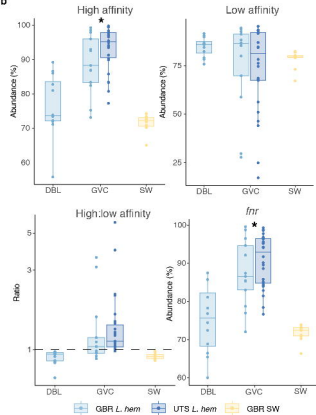 b
High affinity
Low affinity
*
Abundance (%)
100
90
80
70
60
DBL GVC SW
Abundance (%)
75
50
25
DBL GVC SW
High:low affinity
fnr
Ratio
5
3
1
DBL GVC SW
*
Abundance (%)
100
90
80
70
60
DBL GVC SW
GBR L. hem UTS L. hem GBR SW